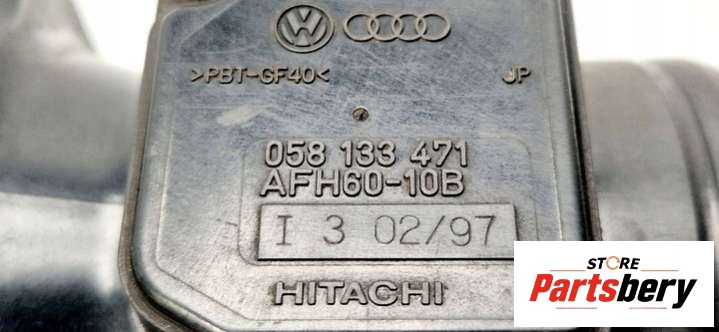 >PBT-GF40< JP
058 133 471
AFH60-10B
I 3 02/97
HITACHI
STORE
Partsbery